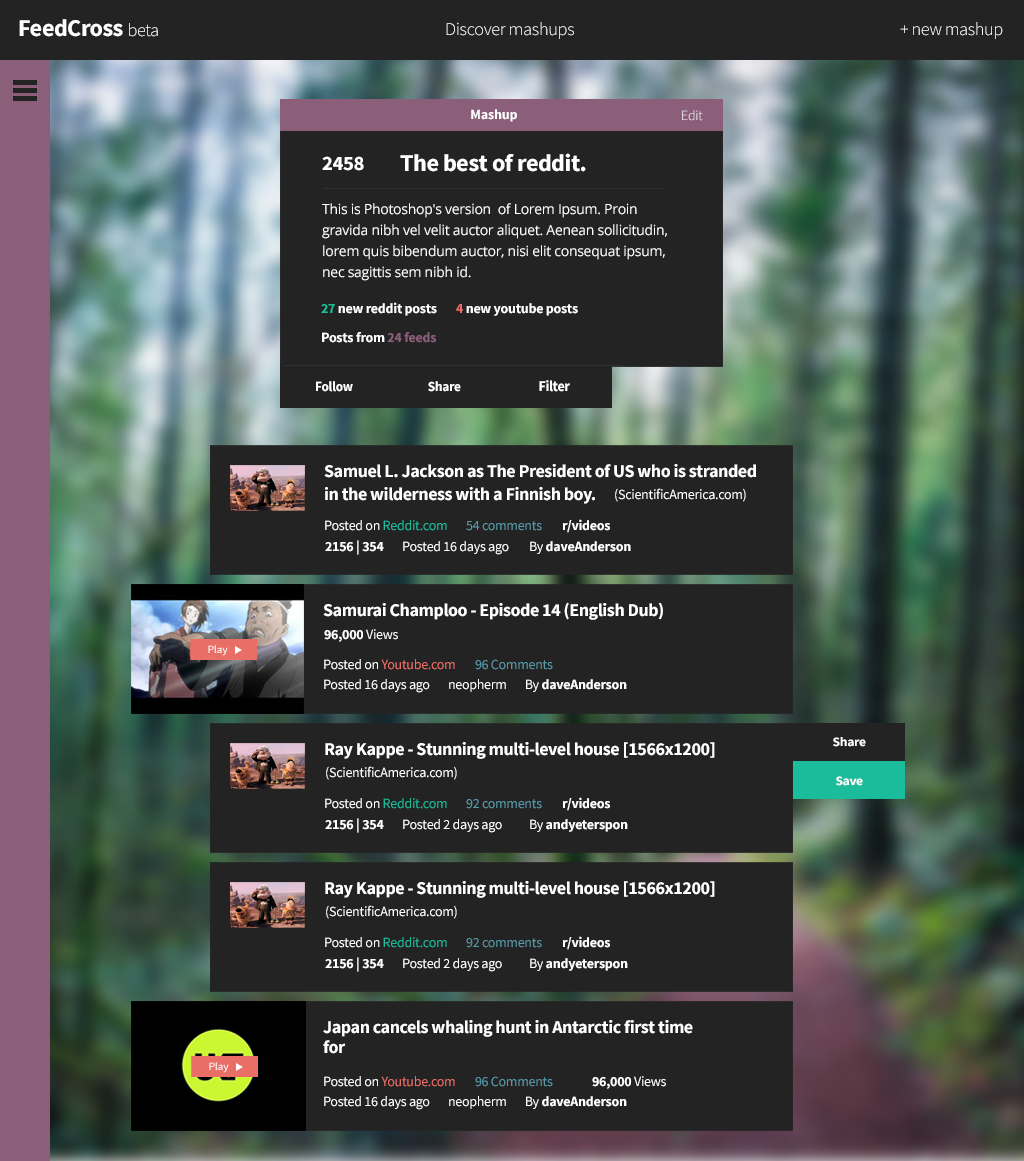 FeedCross beta
Discover mashups
+ new mashup
Mashup
Edit
2458 The best of reddit.
This is Photoshop's version of Lorem Ipsum. Proin
gravida nibh vel velit auctor aliquet. Aenean sollicitudin,
lorem quis bibendum auctor, nisi elit consequat ipsum,
nec sagittis sem nibh id.
27 new reddit posts 4 new youtube posts
Posts from 24 feeds
Follow Share Filter
Samuel L. Jackson as The President of US who is stranded
in the wilderness with a Finnish boy. (ScientificAmerica.com)
Posted on Reddit.com 54 comments r/videos
2156 | 354 Posted 16 days ago By daveAnderson
Play
Samurai Champloo - Episode 14 (English Dub)
96,000 Views
Posted on Youtube.com 96 Comments
Posted 16 days ago neopherm By daveAnderson
Ray Kappe - Stunning multi-level house [1566x1200]
(ScientificAmerica.com)
Posted on Reddit.com 92 comments r/videos
2156 | 354 Posted 2 days ago By andyeterspon
Share
Save
Ray Kappe - Stunning multi-level house [1566x1200]
(ScientificAmerica.com)
Posted on Reddit.com 92 comments r/videos
2156 | 354 Posted 2 days ago By andyeterspon
Play
Japan cancels whaling hunt in Antarctic first time
for
Posted on Youtube.com 96 Comments 96,000 Views
Posted 16 days ago neopherm By daveAnderson